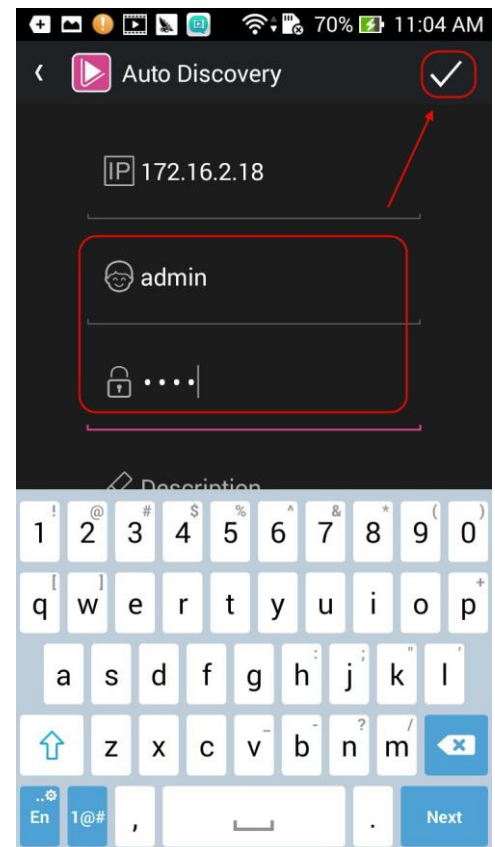 70% 11:04 AM
Auto Discovery
IP 172.16.2.18
admin
••••
Description
! @ # $ % ^ & * ( )
1 2 3 4 5 6 7 8 9 0
[ ] +
q w e r t y u i o p
: ; " '
a s d f g h j k l
_ - ? /
z x c v b n m
En 1@# , . Next